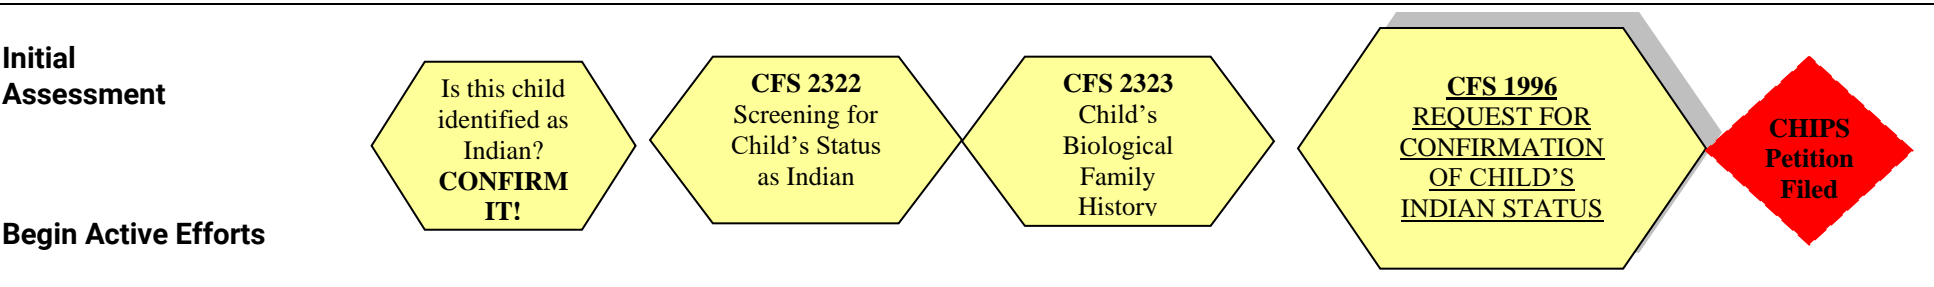 Initial
Assessment
Begin Active Efforts
Is this child
identified as
Indian?
CONFIRM
IT!
CFS 2322
Screening for
Child’s Status
as Indian
CFS 2323
Child’s
Biological
Family
History
CFS 1996
REQUEST FOR
CONFIRMATION
OF CHILD’S
INDIAN STATUS
CHIPS
Petition
Filed